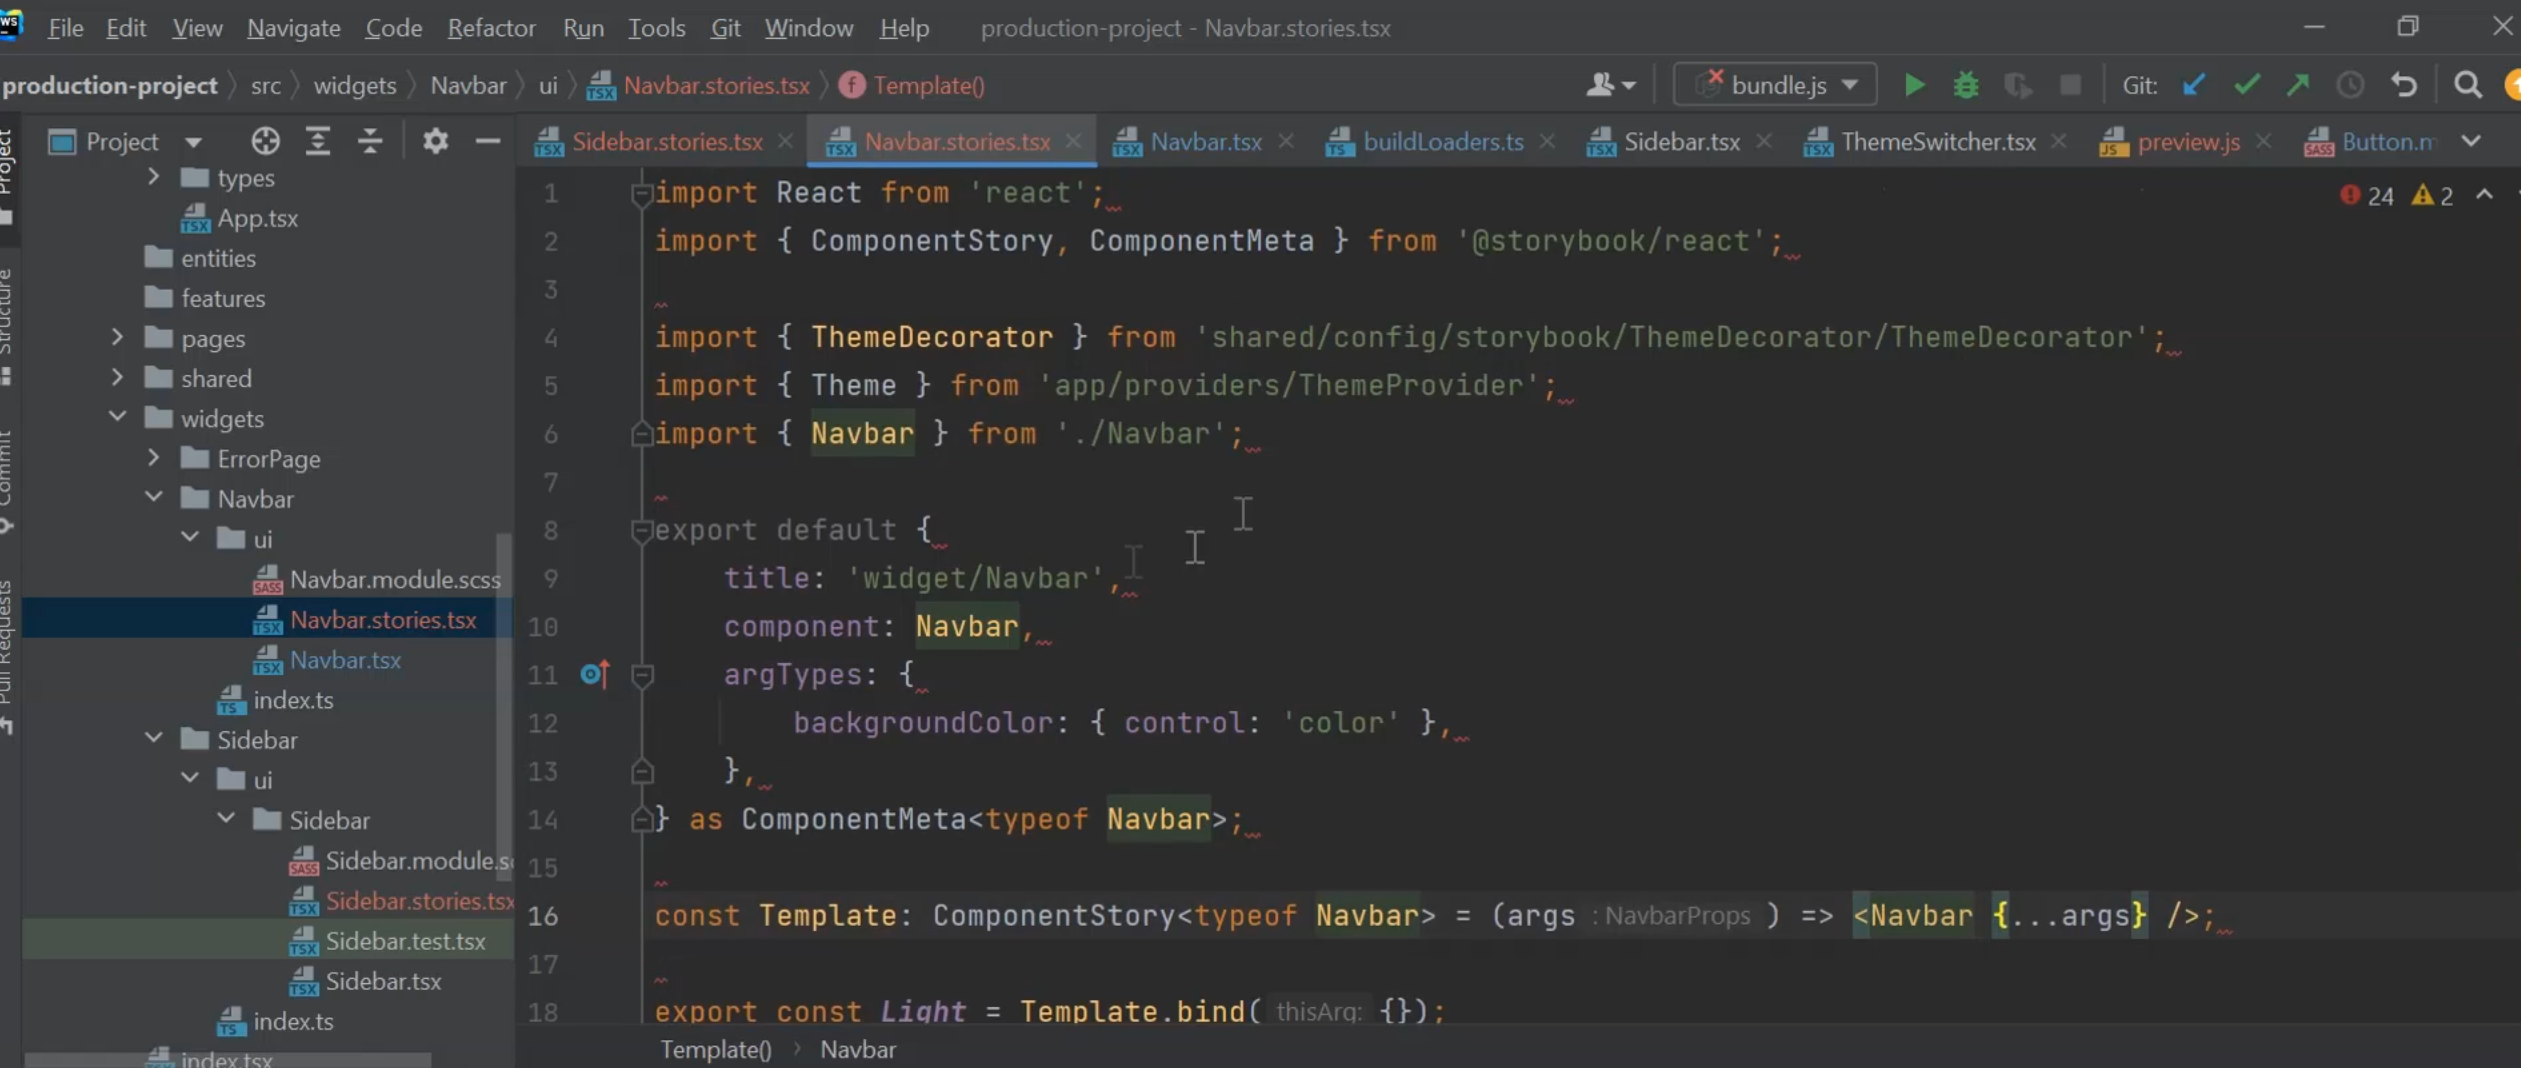 WS File Edit View Navigate Code Refactor Run Tools Git Window Help production-project - Navbar.stories.tsx
production-project src widgets Navbar ui Navbar.stories.tsx f Template() bundle.js Git:
Project Sidebar.stories.tsx Navbar.stories.tsx Navbar.tsx buildLoaders.ts Sidebar.tsx ThemeSwitcher.tsx preview.js Button.m
24 2
Project
Structure
Commit
Pull Requests
types
App.tsx
entities
features
pages
shared
widgets
ErrorPage
Navbar
ui
Navbar.module.scss
Navbar.stories.tsx
Navbar.tsx
index.ts
Sidebar
ui
Sidebar
Sidebar.module.sc
Sidebar.stories.tsx
Sidebar.test.tsx
Sidebar.tsx
index.ts
index.tsx
1 import React from 'react';
2 import { ComponentStory, ComponentMeta } from '@storybook/react';
3
4 import { ThemeDecorator } from 'shared/config/storybook/ThemeDecorator/ThemeDecorator';
5 import { Theme } from 'app/providers/ThemeProvider';
6 import { Navbar } from './Navbar';
7
8 export default {
9 title: 'widget/Navbar',
10 component: Navbar,
11 argTypes: {
12 backgroundColor: { control: 'color' },
13 },
14 } as ComponentMeta<typeof Navbar>;
15
16 const Template: ComponentStory<typeof Navbar> = (args : NavbarProps ) => <Navbar {...args} />;
17
18 export const Light = Template.bind( thisArg: {});
Template() Navbar